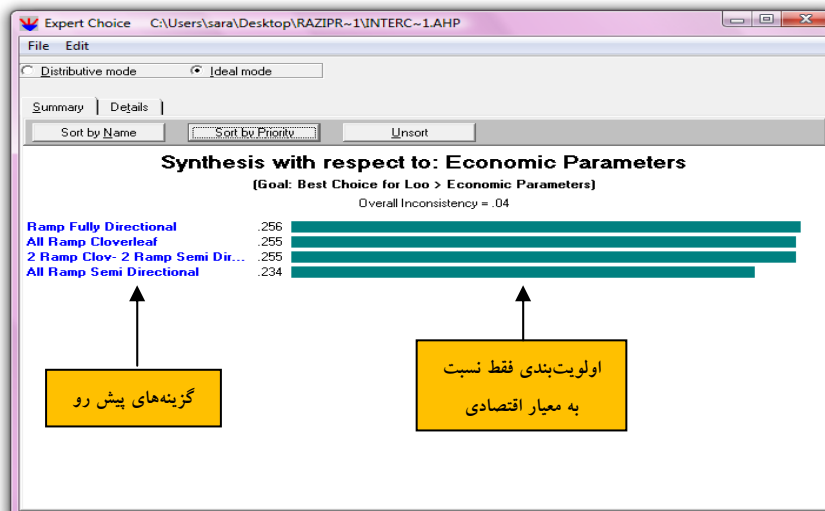 Expert Choice C:\Users\sara\Desktop\RAZIPR~1\INTERC~1.AHP
File Edit
Distributive mode Ideal mode
Summary Details
Sort by Name Sort by Priority Unsort
Synthesis with respect to: Economic Parameters
(Goal: Best Choice for Loo > Economic Parameters)
Overall Inconsistency = .04
Ramp Fully Directional .256
All Ramp Cloverleaf .255
2 Ramp Clov- 2 Ramp Semi Dir... .255
All Ramp Semi Directional .234
گزینه‌های پیش رو
اولویت‌بندی فقط نسبت
به معیار اقتصادی